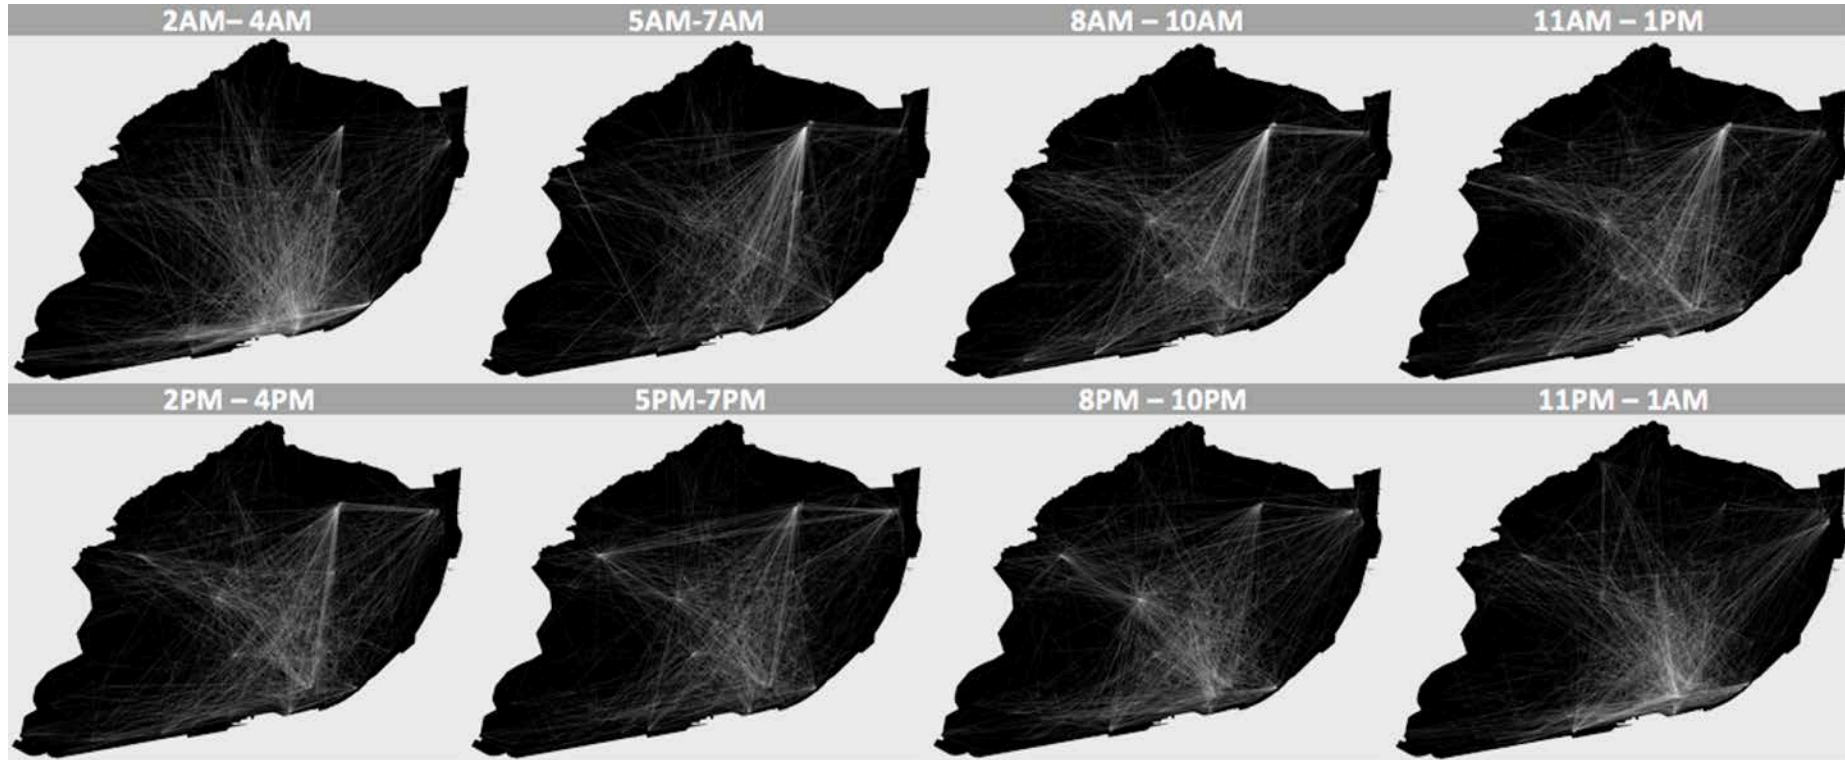 2AM– 4AM
5AM-7AM
8AM – 10AM
11AM – 1PM
2PM – 4PM
5PM-7PM
8PM – 10PM
11PM – 1AM